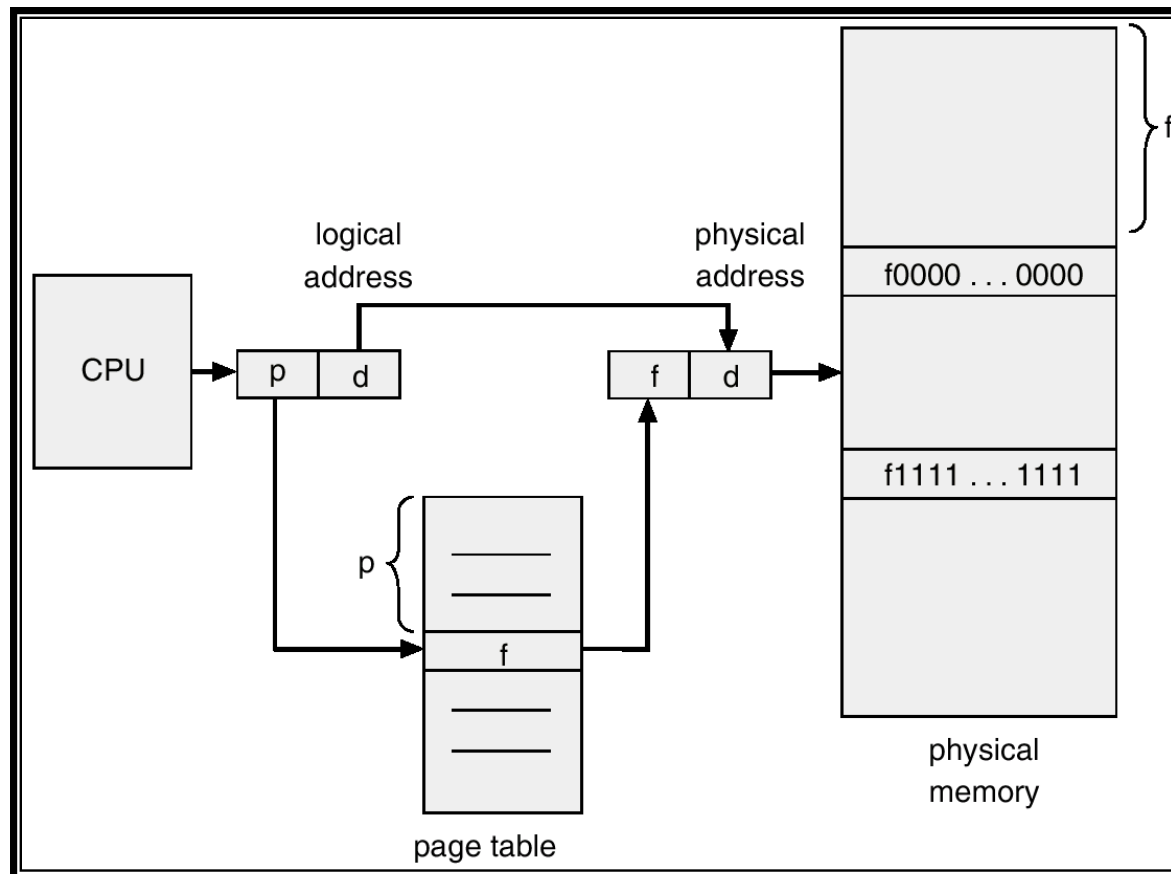 f
logical
address
physical
address
f0000 . . . 0000
CPU
p
d
f
d
f1111 . . . 1111
p
f
physical
memory
page table